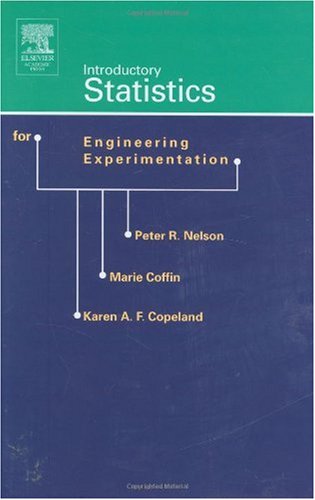 ELSEVIER
ACADEMIC
PRESS
Introductory
Statistics
for
Engineering
Experimentation
Peter R. Nelson
Marie Coffin
Karen A. F. Copeland